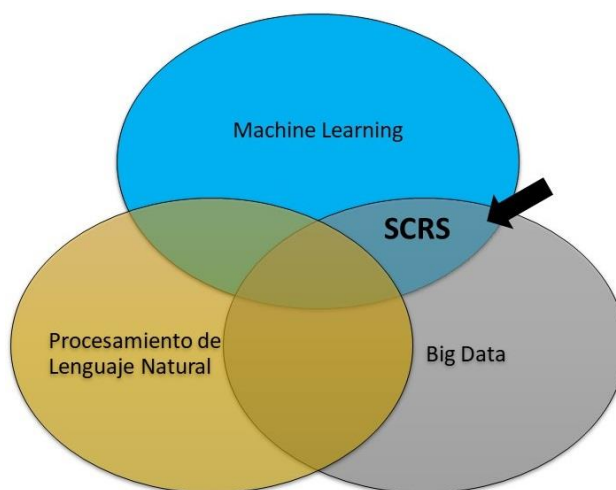 Machine Learning
SCRS
Procesamiento de
Lenguaje Natural
Big Data